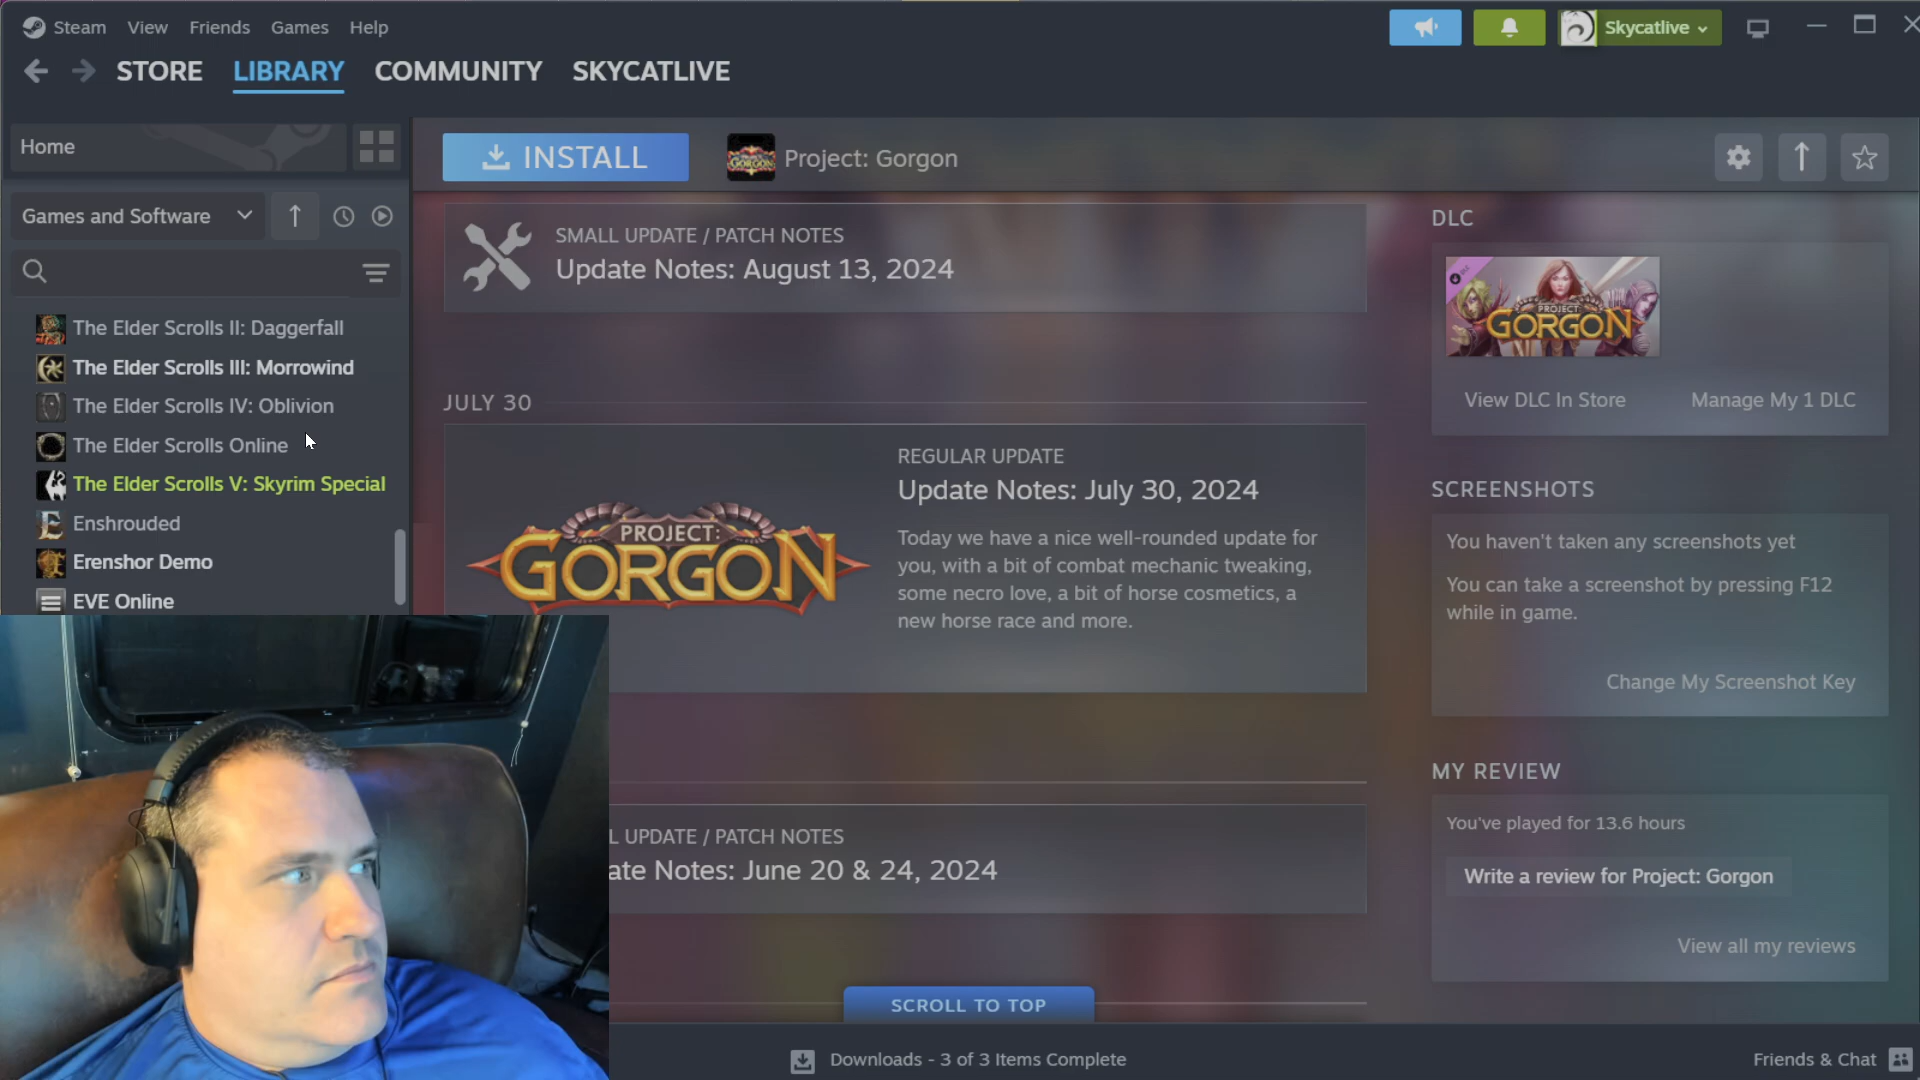 Steam View Friends Games Help
Skycatlive
STORE LIBRARY COMMUNITY SKYCATLIVE
Home
INSTALL
GORGON
Project: Gorgon
Games and Software
The Elder Scrolls II: Daggerfall
The Elder Scrolls III: Morrowind
The Elder Scrolls IV: Oblivion
The Elder Scrolls Online
The Elder Scrolls V: Skyrim Special
Enshrouded
Erenshor Demo
EVE Online
SMALL UPDATE / PATCH NOTES
Update Notes: August 13, 2024
JULY 30
PROJECT:
GORGON
REGULAR UPDATE
Update Notes: July 30, 2024
Today we have a nice well-rounded update for
you, with a bit of combat mechanic tweaking,
some necro love, a bit of horse cosmetics, a
new horse race and more.
L UPDATE / PATCH NOTES
ate Notes: June 20 & 24, 2024
SCROLL TO TOP
DLC
PROJECT:
GORGON
View DLC In Store
Manage My 1 DLC
SCREENSHOTS
You haven't taken any screenshots yet
You can take a screenshot by pressing F12
while in game.
Change My Screenshot Key
MY REVIEW
You've played for 13.6 hours
Write a review for Project: Gorgon
View all my reviews
Downloads - 3 of 3 Items Complete
Friends & Chat